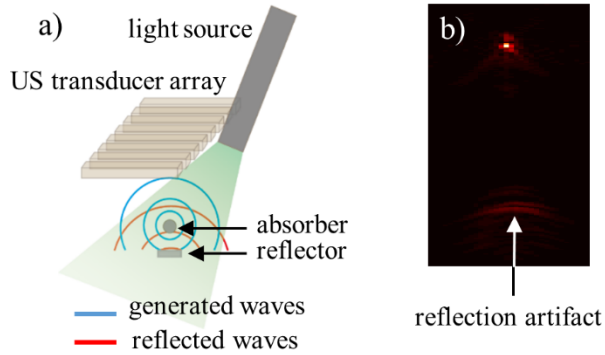 a)
light source
US transducer array
absorber
reflector
generated waves
reflected waves
b)
reflection artifact